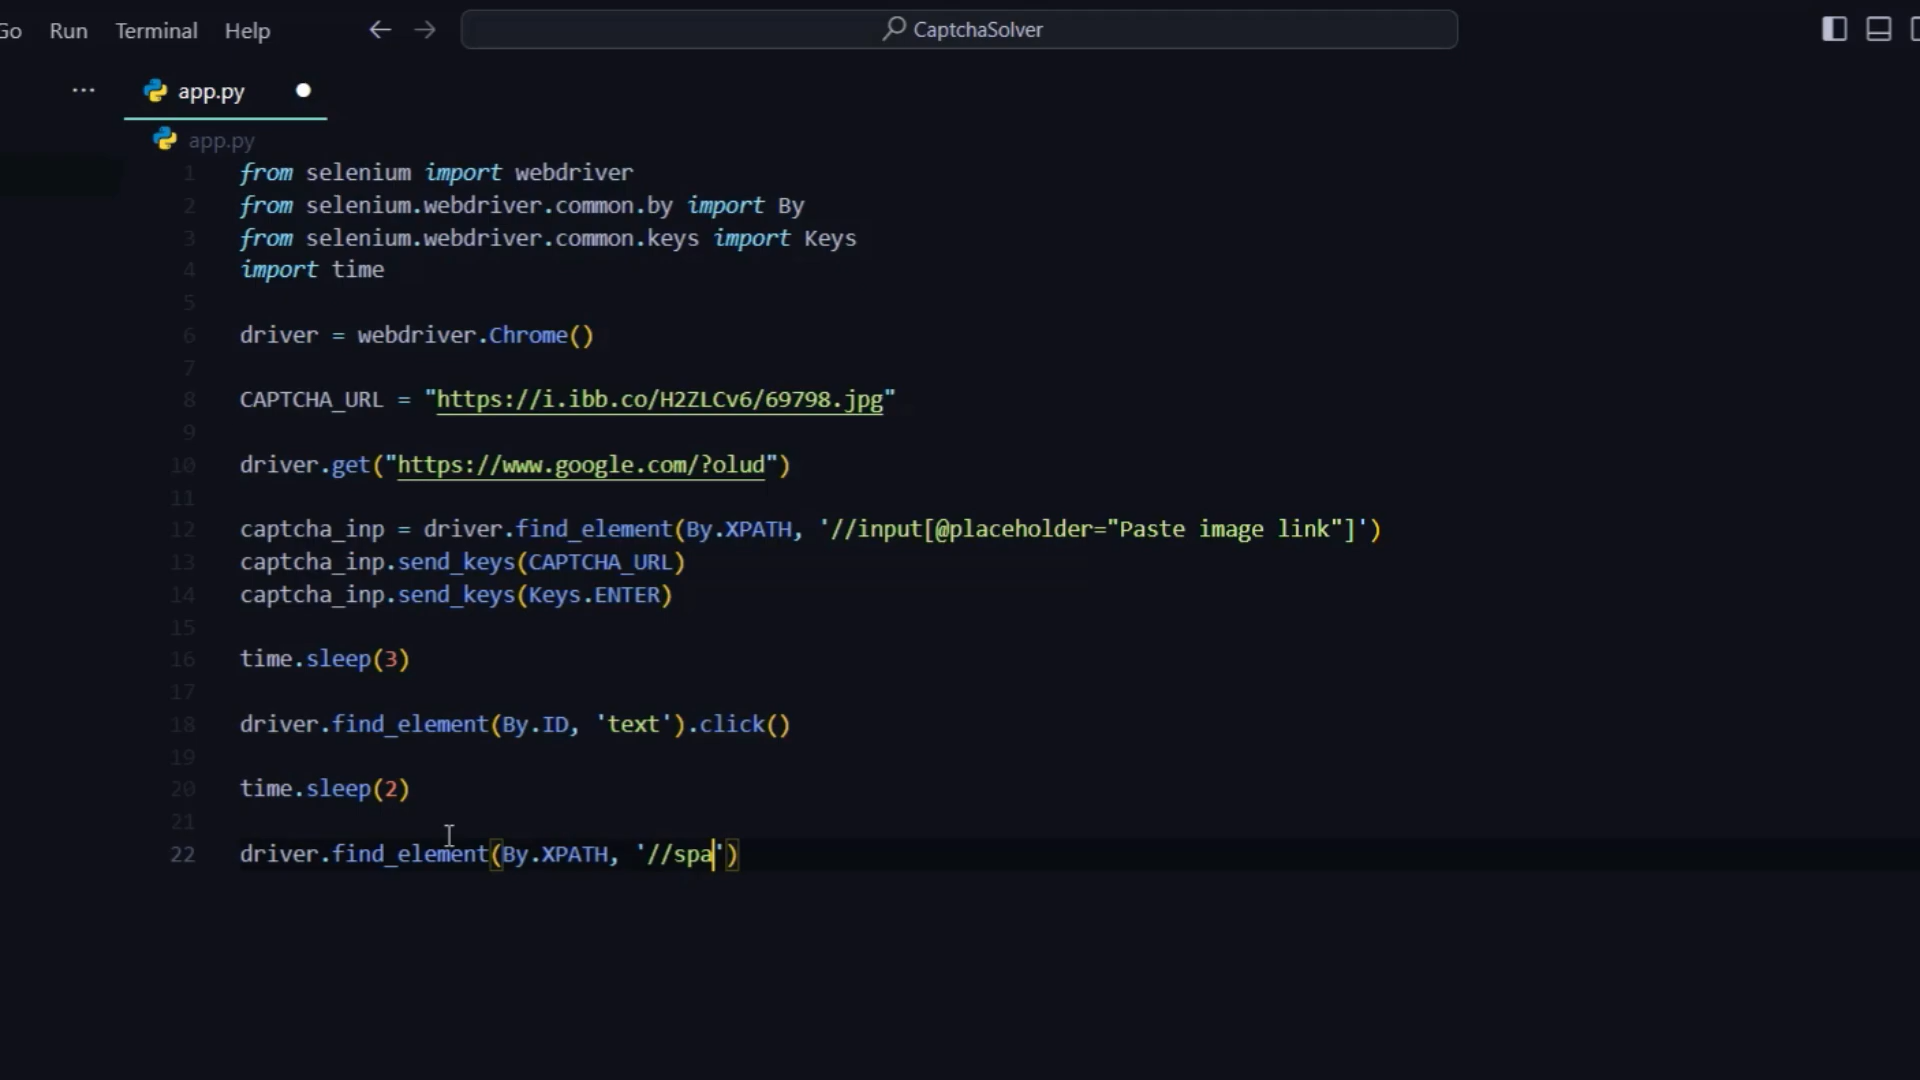 Go Run Terminal Help CaptchaSolver
app.py
app.py
1 from selenium import webdriver
2 from selenium.webdriver.common.by import By
3 from selenium.webdriver.common.keys import Keys
4 import time
5
6 driver = webdriver.Chrome()
7
8 CAPTCHA_URL = "https://i.ibb.co/H2ZLCv6/69798.jpg"
9
10 driver.get("https://www.google.com/?olud")
11
12 captcha_inp = driver.find_element(By.XPATH, '//input[@placeholder="Paste image link"]')
13 captcha_inp.send_keys(CAPTCHA_URL)
14 captcha_inp.send_keys(Keys.ENTER)
15
16 time.sleep(3)
17
18 driver.find_element(By.ID, 'text').click()
19
20 time.sleep(2)
21
22 driver.find_element(By.XPATH, '//spa')